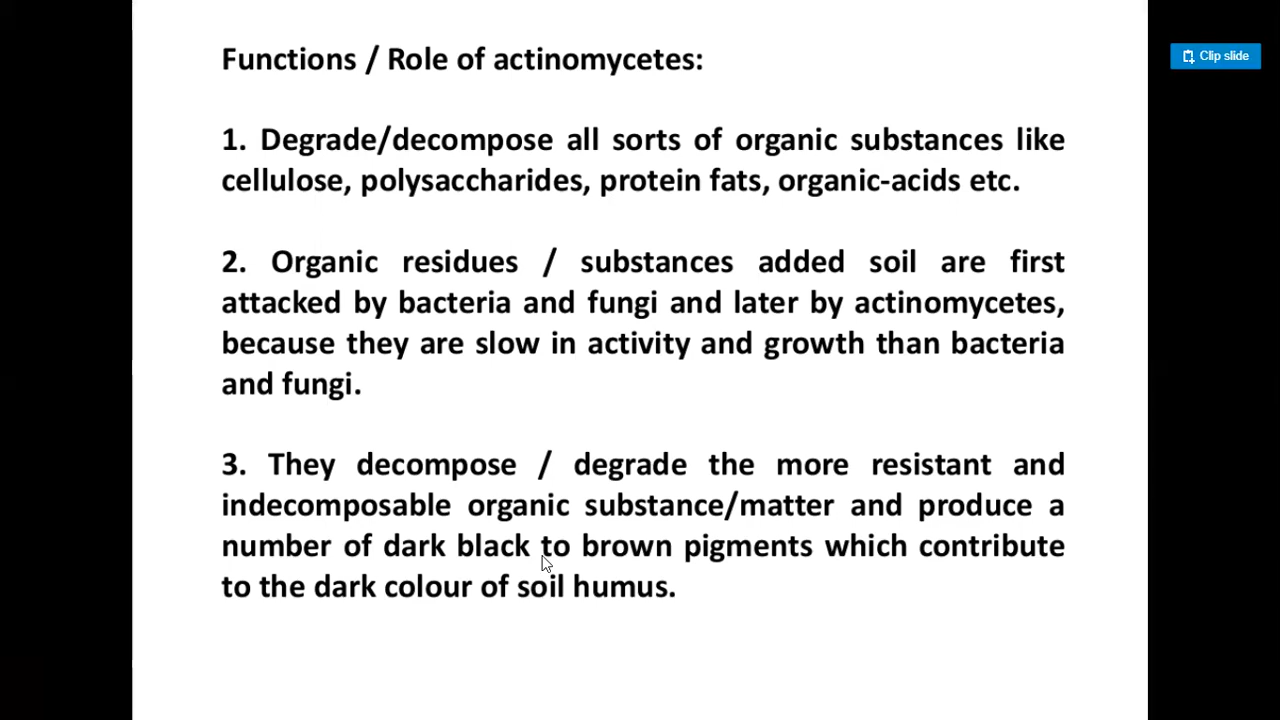 Clip slide
Functions / Role of actinomycetes:
1. Degrade/decompose all sorts of organic substances like
cellulose, polysaccharides, protein fats, organic-acids etc.
2. Organic residues / substances added soil are first
attacked by bacteria and fungi and later by actinomycetes,
because they are slow in activity and growth than bacteria
and fungi.
3. They decompose / degrade the more resistant and
indecomposable organic substance/matter and produce a
number of dark black to brown pigments which contribute
to the dark colour of soil humus.